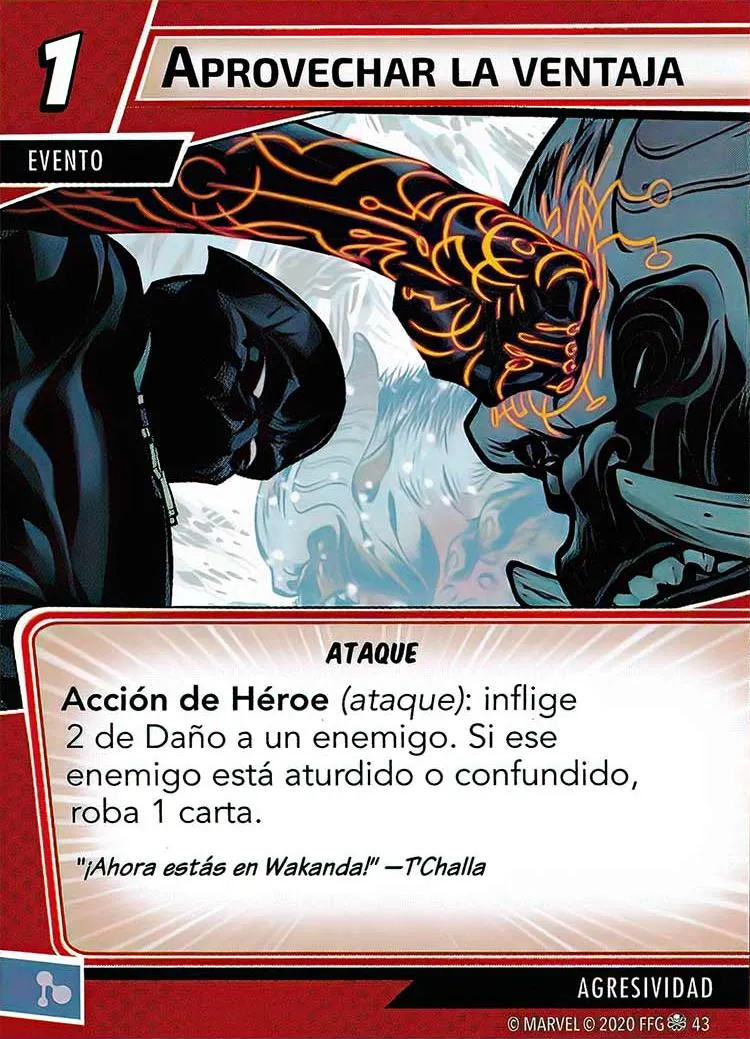 1
APROVECHAR LA VENTAJA
EVENTO
ATAQUE
Acción de Héroe (ataque): inflige
2 de Daño a un enemigo. Si ese
enemigo está aturdido o confundido,
roba 1 carta.
"¡Ahora estás en Wakanda!" —T'Challa
AGRESIVIDAD
© MARVEL © 2020 FFG 43